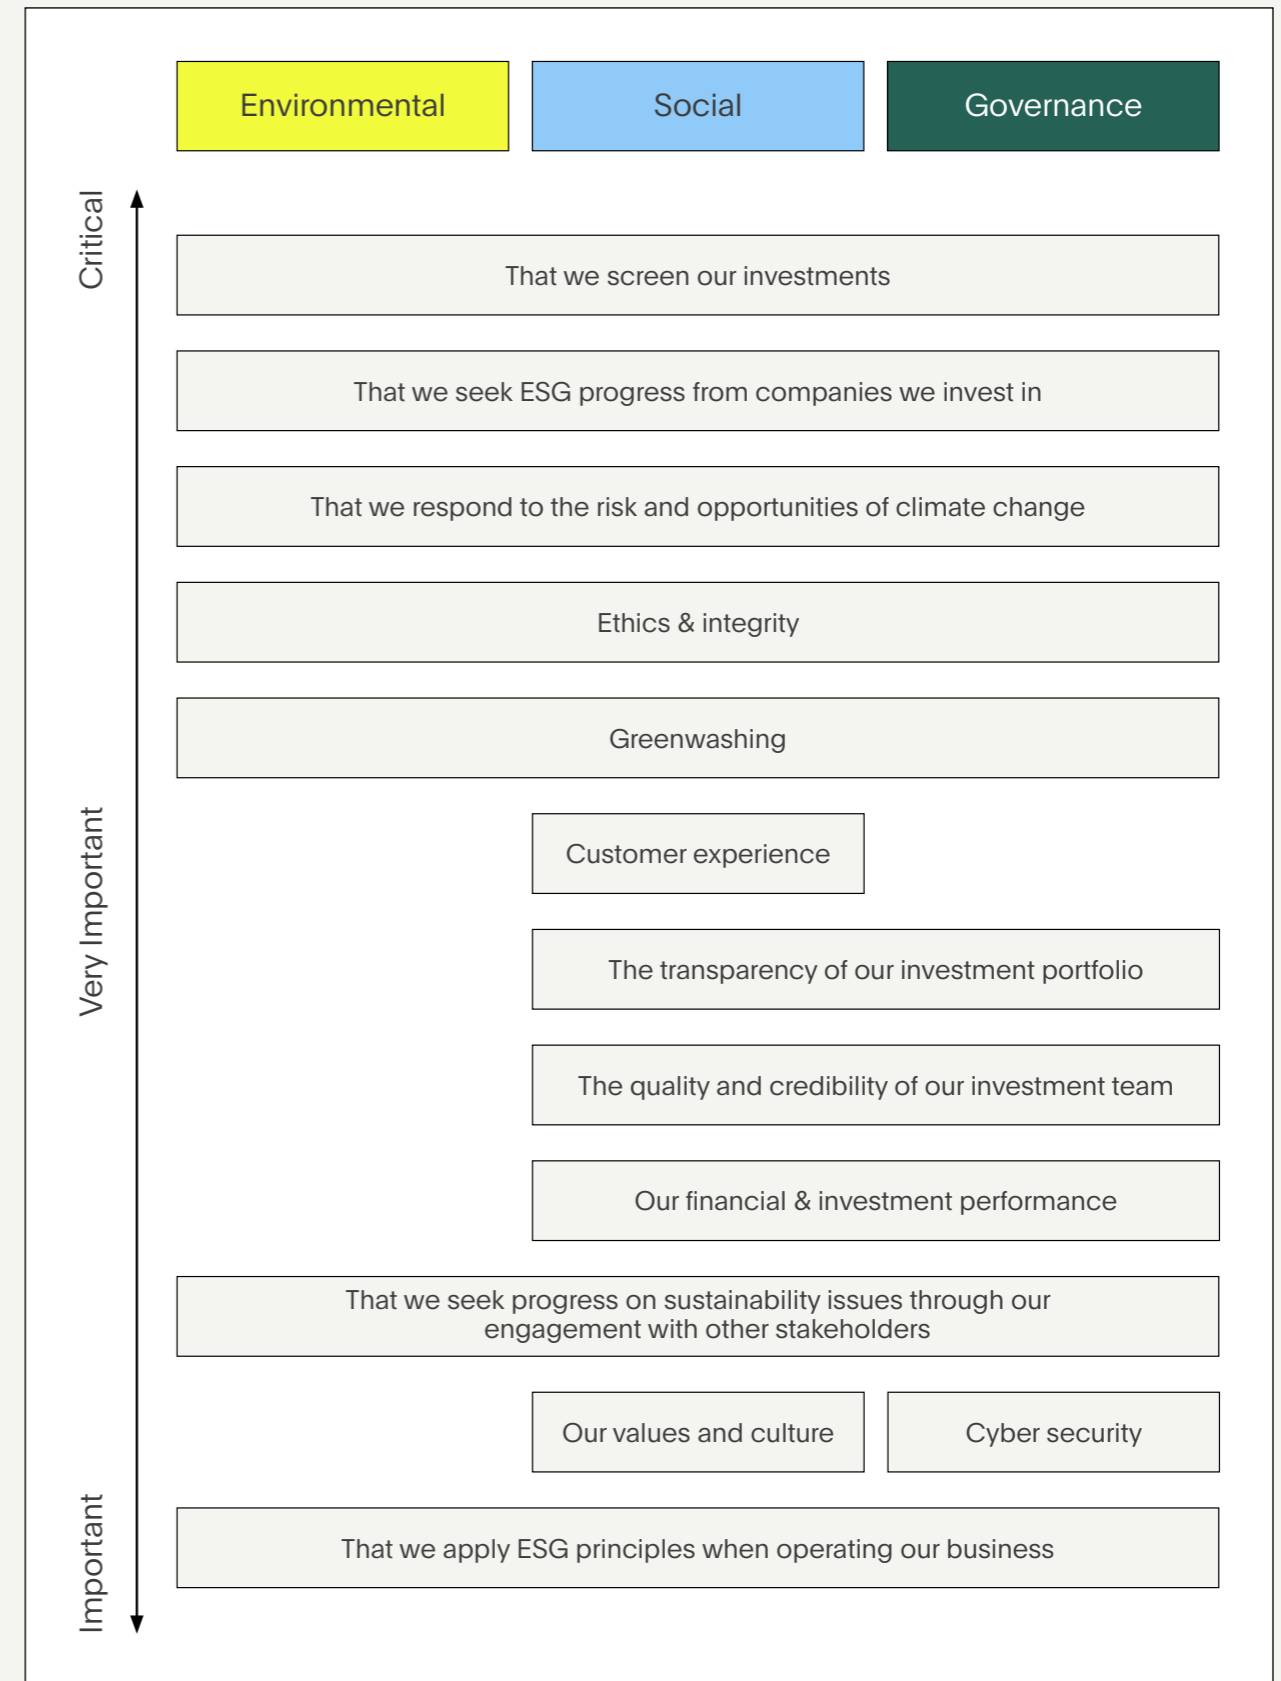 Environmental
Social
Governance
Critical
That we screen our investments
That we seek ESG progress from companies we invest in
That we respond to the risk and opportunities of climate change
Ethics & integrity
Greenwashing
Very Important
Customer experience
The transparency of our investment portfolio
The quality and credibility of our investment team
Our financial & investment performance
That we seek progress on sustainability issues through our
engagement with other stakeholders
Our values and culture
Cyber security
Important
That we apply ESG principles when operating our business